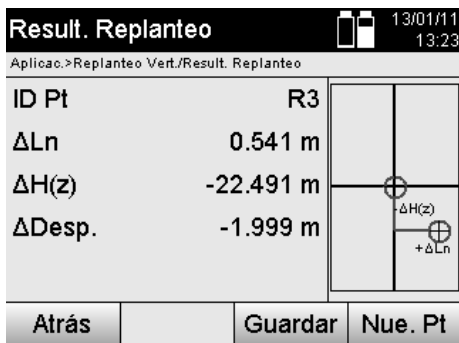 Result. Replanteo
13/01/11
13:23
Aplicac.>Replanteo Vert./Result. Replanteo
ID Pt R3
ΔLn 0.541 m
ΔH(z) -22.491 m
ΔDesp. -1.999 m
-ΔH(z)
+ΔLn
Atrás Guardar Nue. Pt